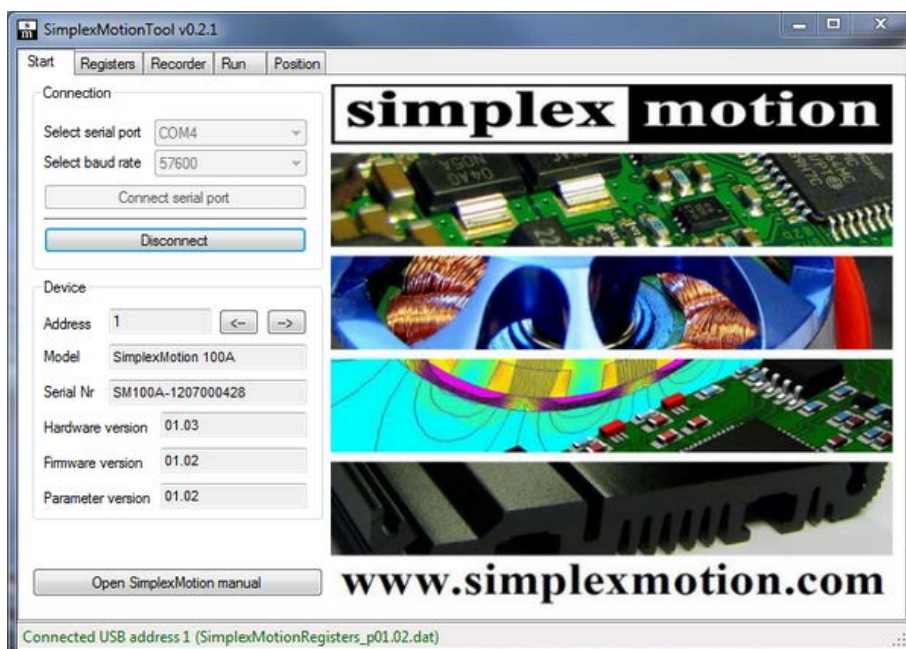 SimplexMotionTool v0.2.1
Start Registers Recorder Run Position
Connection
Select serial port COM4
Select baud rate 57600
Connect serial port
Disconnect
Device
Address 1 <-- -->
Model SimplexMotion 100A
Serial Nr SM100A-1207000428
Hardware version 01.03
Firmware version 01.02
Parameter version 01.02
Open SimplexMotion manual
simplex motion
www.simplexmotion.com
Connected USB address 1 (SimplexMotionRegisters_p01.02.dat)